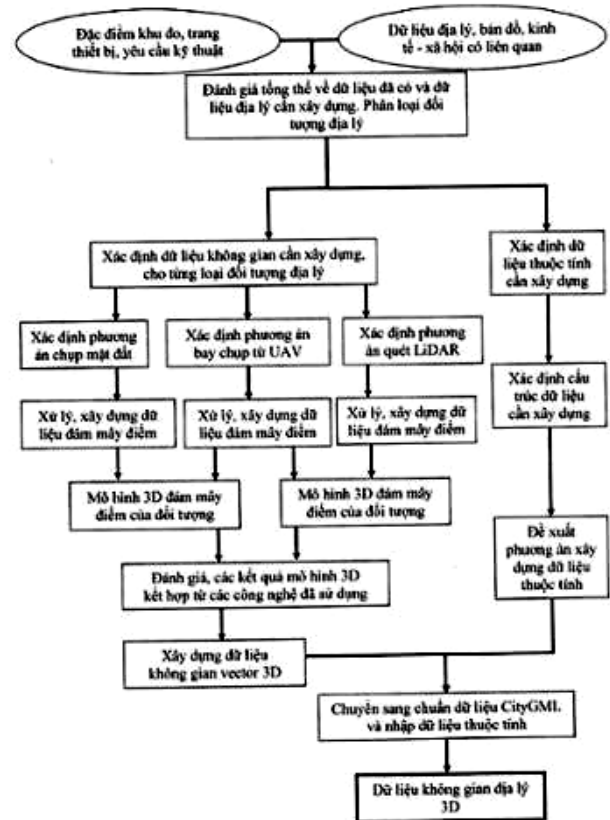 Đặc điểm khu đo, trang
thiết bị, yêu cầu kỹ thuật
Dữ liệu địa lý, bản đồ, kinh
tế - xã hội có liên quan
Đánh giá tổng thể về dữ liệu đã có và dữ
liệu địa lý cần xây dựng. Phân loại đối
tượng địa lý
Xác định dữ liệu không gian cần xây dựng,
cho từng loại đối tượng địa lý
Xác định dữ
liệu thuộc tính
cần xây dựng
Xác định phương
án chụp mặt đất
Xác định phương án
bay chụp từ UAV
Xác định phương
án quét LiDAR
Xác định cấu
trúc dữ liệu
cần xây dựng
Xử lý, xây dựng dữ
liệu đám mây điểm
Xử lý, xây dựng dữ
liệu đám mây điểm
Xử lý, xây dựng dữ
liệu đám mây điểm
Mô hình 3D đám mây
điểm của đối tượng
Mô hình 3D đám mây
điểm của đối tượng
Đề xuất
phương án xây
dựng dữ liệu
thuộc tính
Đánh giá, các kết quả mô hình 3D
kết hợp từ các công nghệ đã sử dụng
Xây dựng dữ liệu
không gian vector 3D
Chuyển sang chuẩn dữ liệu CityGML
và nhập dữ liệu thuộc tính
Dữ liệu không gian địa lý
3D